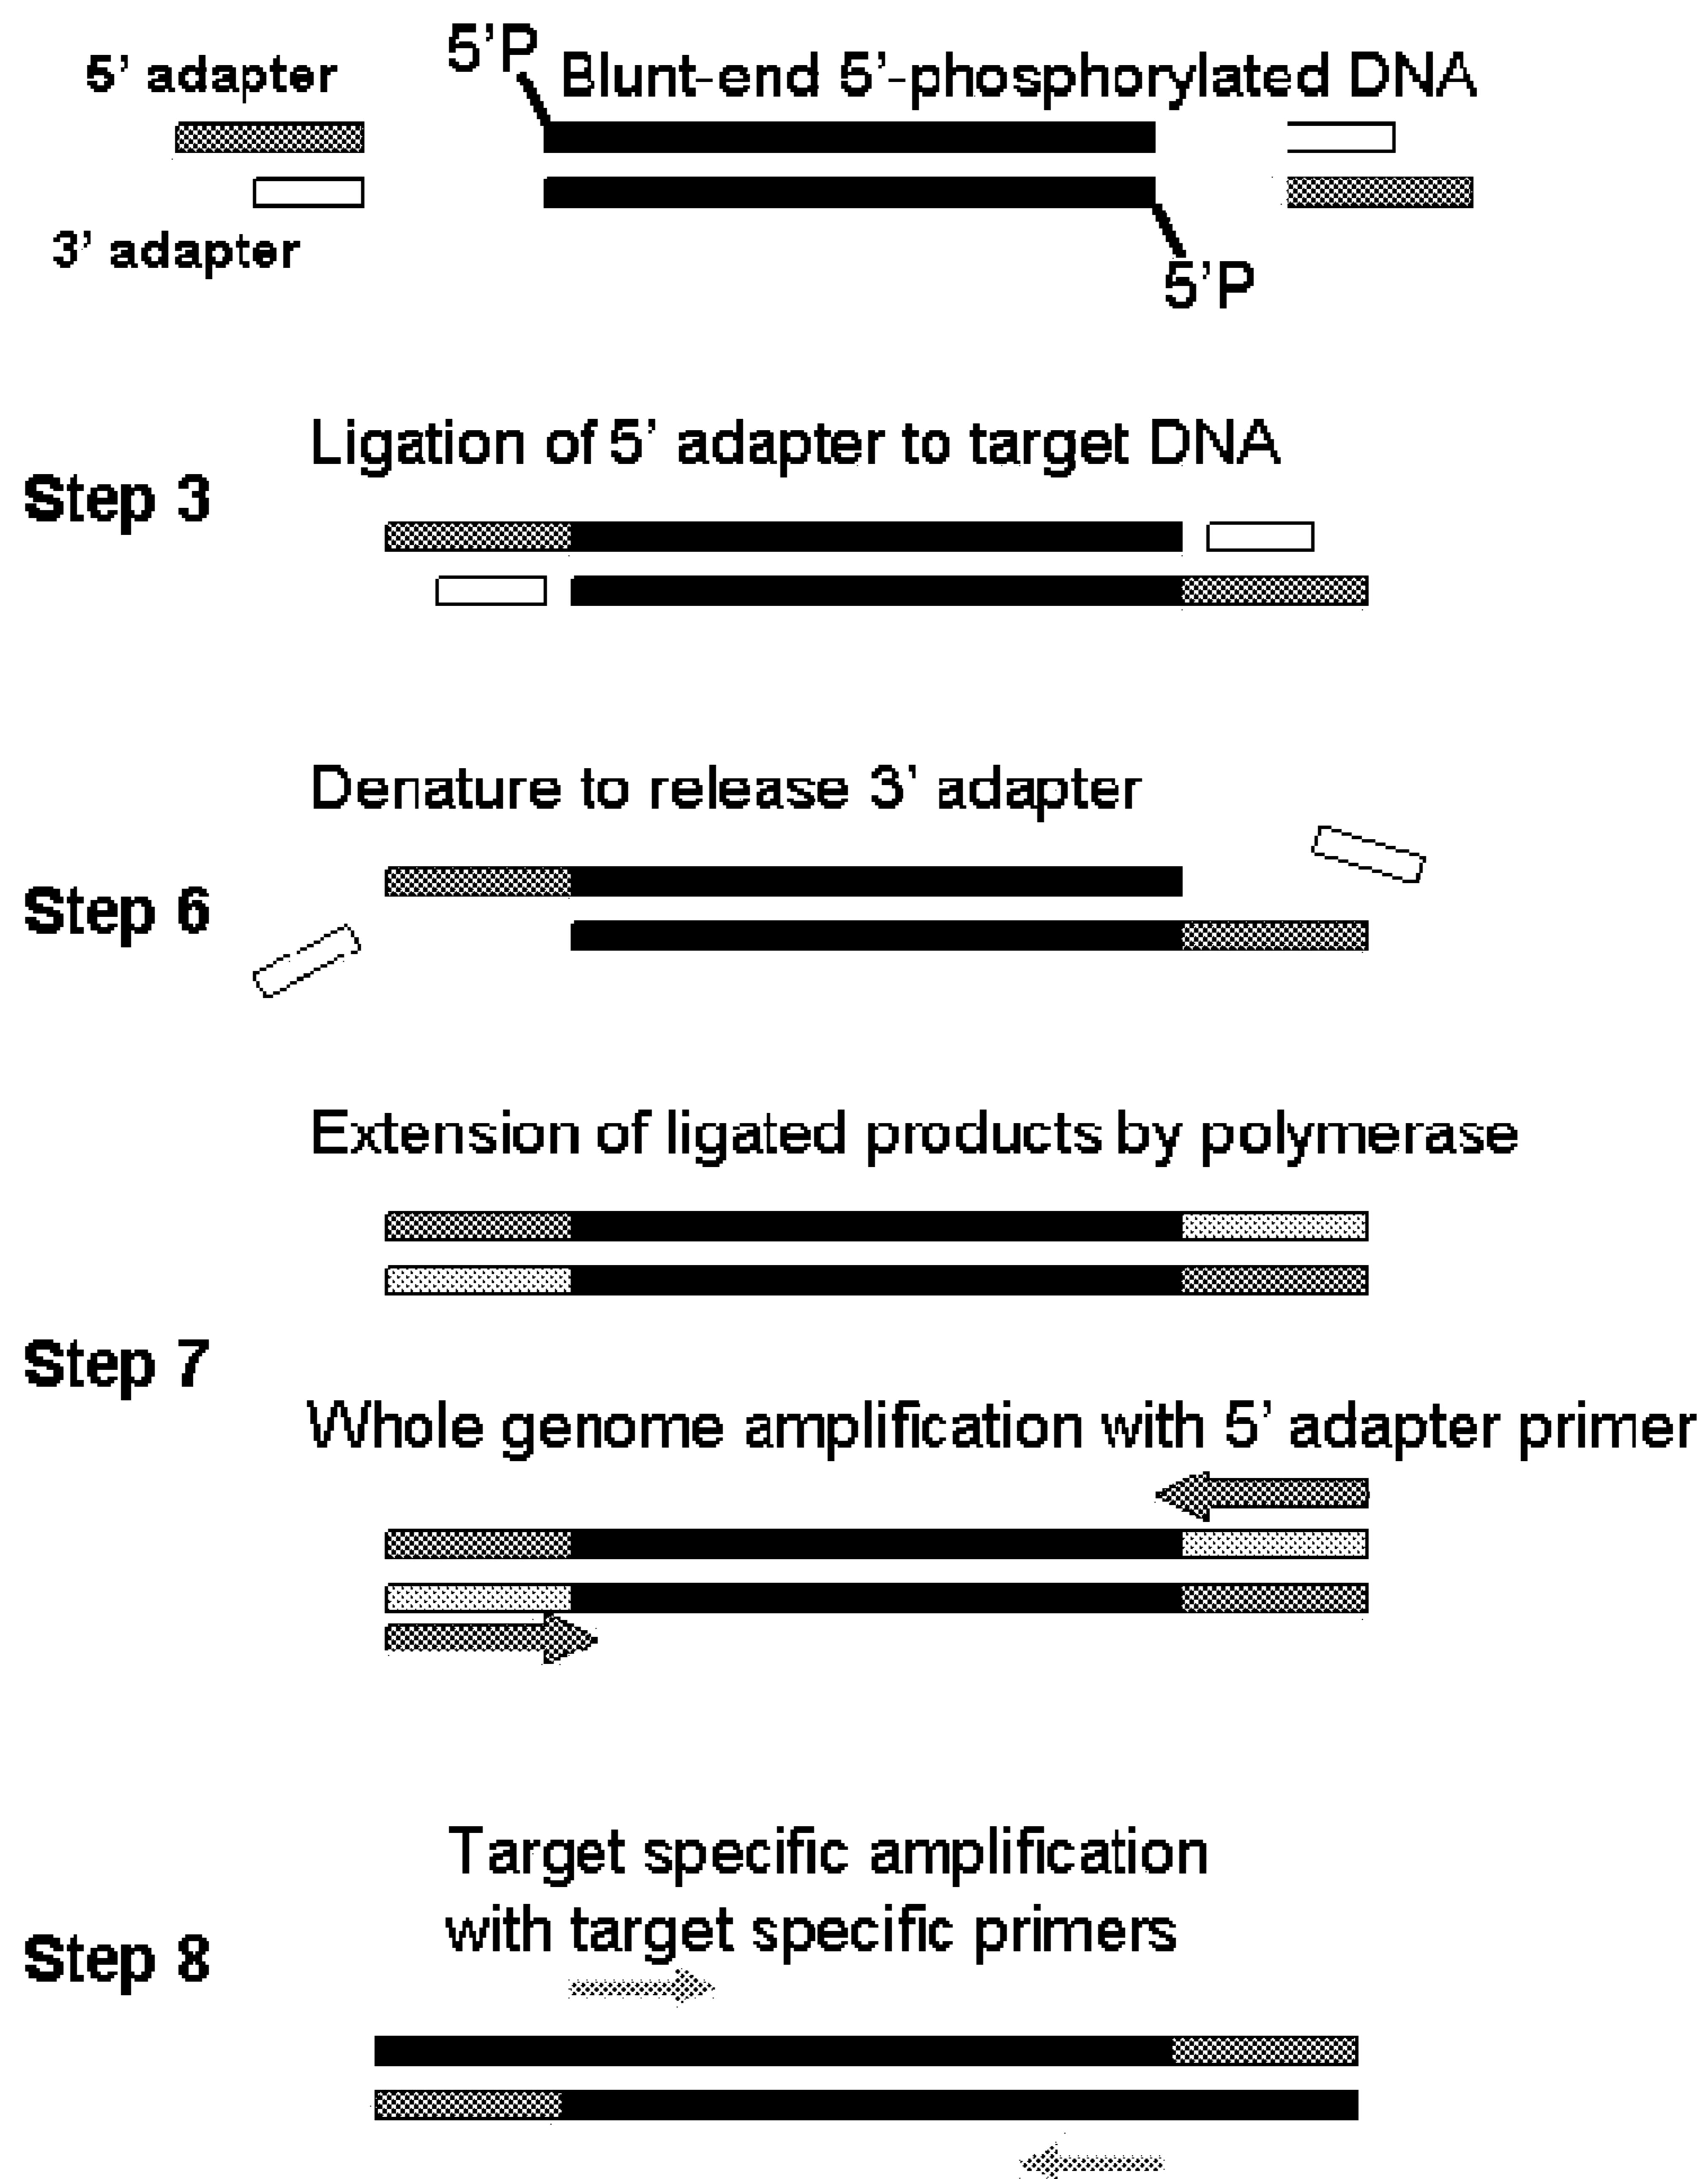 5'P
5' adapter
Blunt-end 5'-phosphorylated DNA
3' adapter
5'P
Ligation of 5' adapter to target DNA
Step 3
Denature to release 3' adapter
Step 6
Extension of ligated products by polymerase
Step 7
Whole genome amplification with 5' adapter primer
Target specific amplification
with target specific primers
Step 8